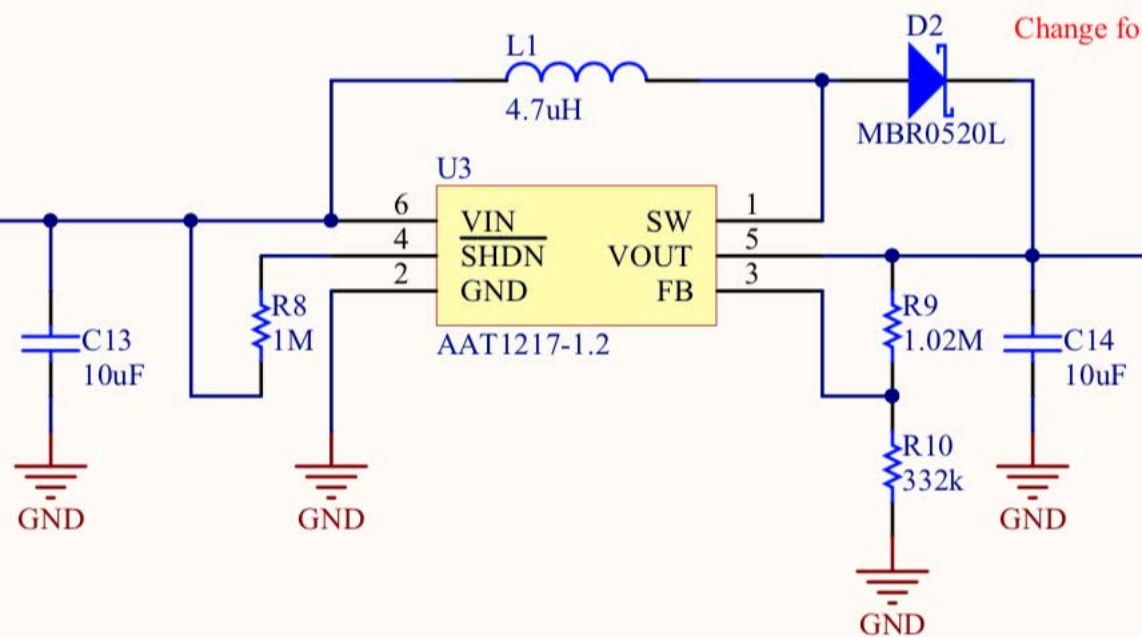 D2
Change fo
L1
4.7uH
MBR0520L
U3
6
VIN
SW
1
4
SHDN
VOUT
5
2
GND
FB
3
AAT1217-1.2
R8
1M
R9
1.02M
C13
10uF
C14
10uF
R10
332k
GND
GND
GND
GND